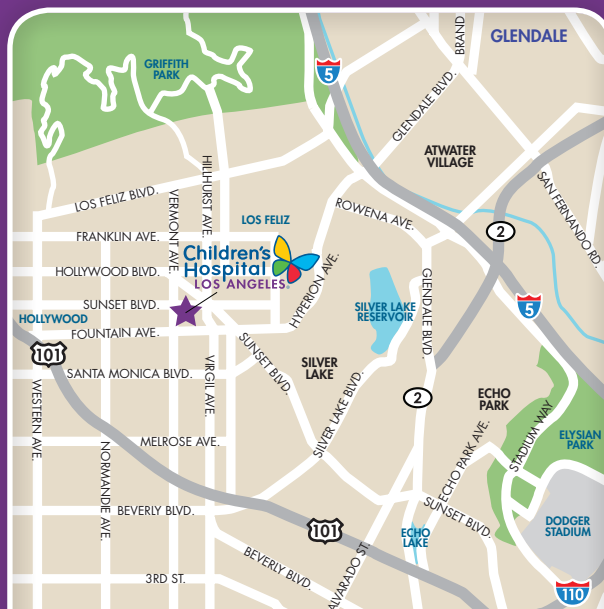 BRAND
GLENDALE
GRIFFITH
PARK
5
GLENDALE BLVD.
ATWATER
VILLAGE
SAN FERNANDO RD.
HILLHURST AVE.
VERMONT AVE.
LOS FELIZ BLVD.
LOS FELIZ
ROWENA AVE.
FRANKLIN AVE.
2
Children's
Hospital
LOS ANGELES
HOLLYWOOD BLVD.
HYPERION AVE.
GLENDALE BLVD.
SUNSET BLVD.
SILVER LAKE
RESERVOIR
5
HOLLYWOOD
FOUNTAIN AVE.
101
SUNSET BLVD.
SILVER
LAKE
SANTA MONICA BLVD.
VIRGIL AVE.
WESTERN AVE.
SILVER LAKE BLVD.
2
ECHO
PARK
STADIUM WAY
ELYSIAN
PARK
MELROSE AVE.
NORMANDIE AVE.
ECHO PARK AVE.
BEVERLY BLVD.
SUNSET BLVD.
DODGER
STADIUM
101
ECHO
LAKE
BEVERLY BLVD.
ALVARADO ST.
3RD ST.
110